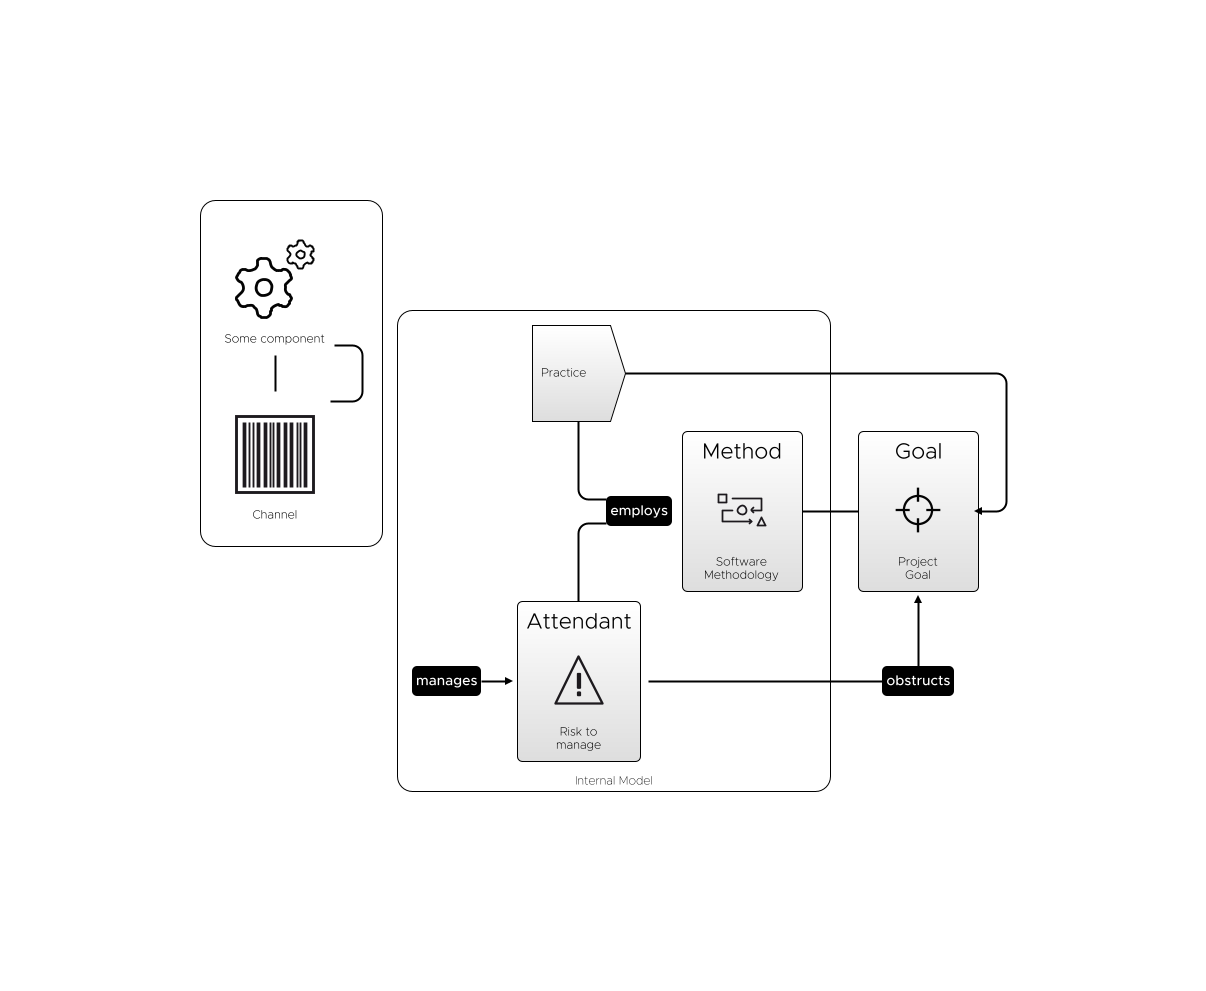 Some component
Channel
Practice
employs
Method
Software
Methodology
Goal
Project
Goal
manages
Attendant
Risk to
manage
obstructs
Internal Model